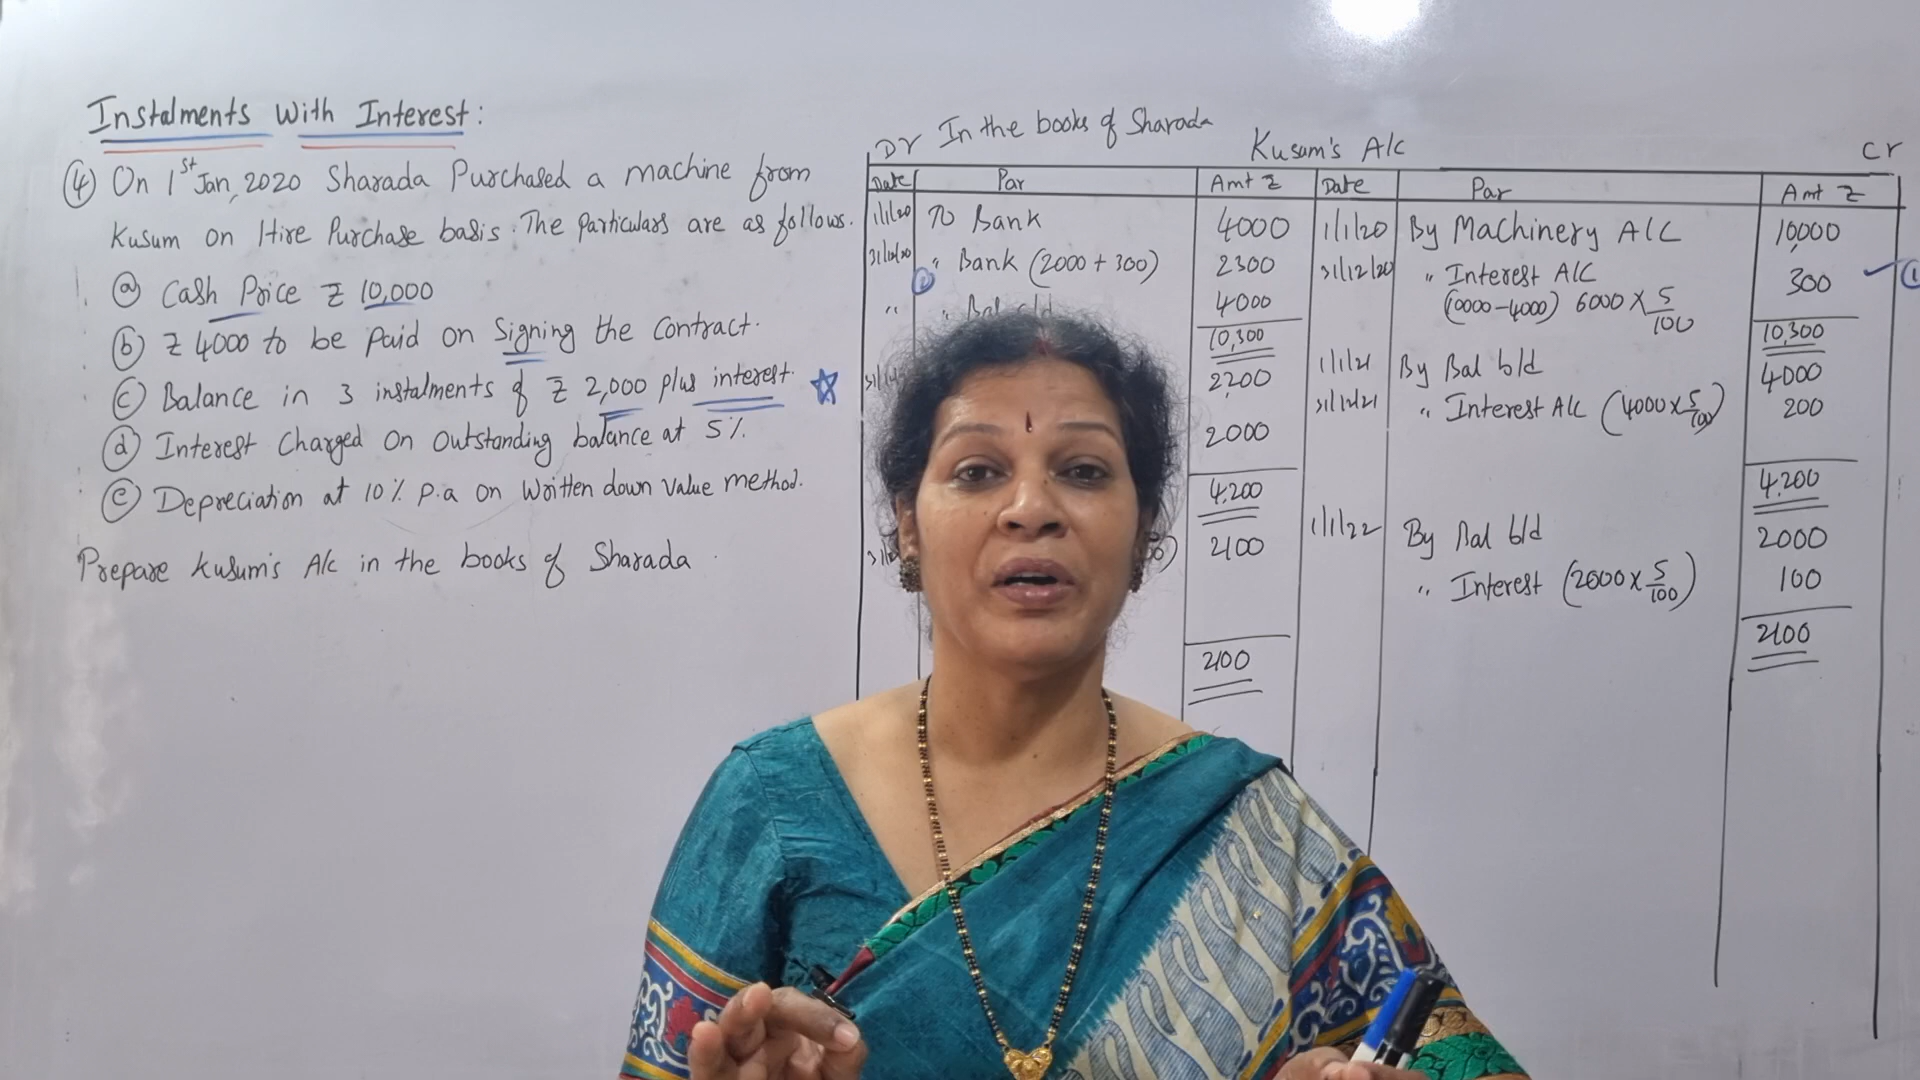 Instalments With Interest:
④ On 1st Jan, 2020 Sharada Purchased a machine from
Kusum on Hire Purchase basis. The particulars are as follows.
ⓐ Cash Price ₹ 10,000
ⓑ ₹ 4000 to be paid on Signing the Contract.
ⓒ Balance in 3 instalments of ₹ 2,000 plus interest.
ⓓ Interest Charged On Outstanding balance at 5%.
ⓔ Depreciation at 10% p.a on Written down value method.
Prepare Kusum's A/c in the books of Sharada
In the books of Sharada
Dr Kusum's A/c Cr
Date Par Amt ₹ Date Par Amt ₹
1/1/20 To Bank 4000 1/1/20 By Machinery A/C 10,000
31/12/20 " Bank (2000 + 300) 2300 31/12/20 " Interest A/C 300 ①
② " " Bal c/d 4000 (10000-4000) 6000 × 5/100
10,300 10,300
2200 1/1/21 By Bal b/d 4000
2000 31/12/21 " Interest A/c (4000 × 5/100) 200
4,200 4,200
2100 1/1/22 By Bal b/d 2000
" Interest (2000 × 5/100) 100
2100 2100